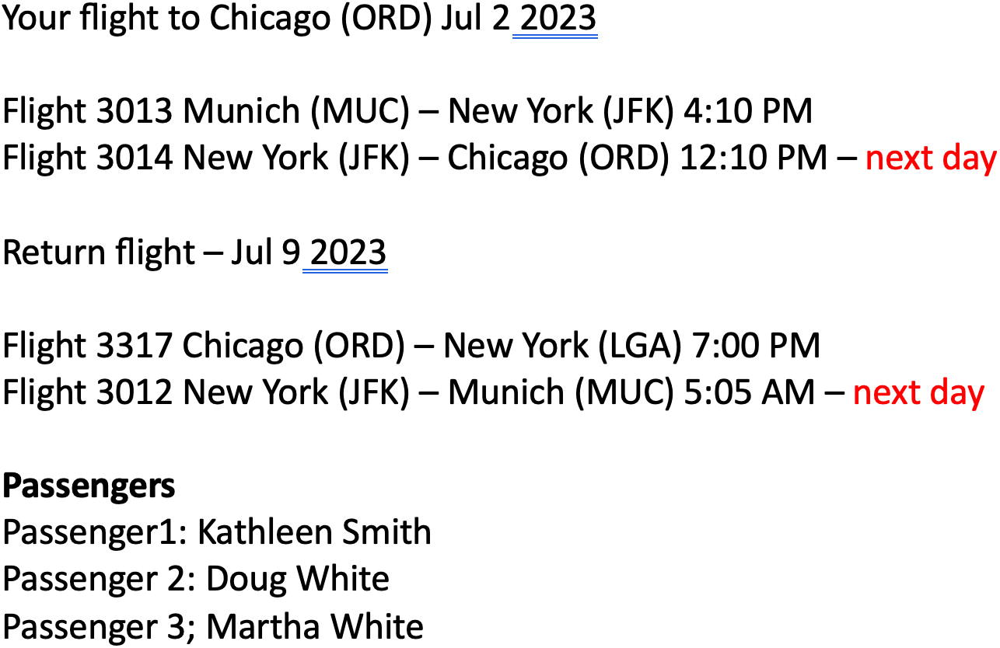 Your flight to Chicago (ORD) Jul 2 2023
Flight 3013 Munich (MUC) – New York (JFK) 4:10 PM
Flight 3014 New York (JFK) – Chicago (ORD) 12:10 PM – next day
Return flight – Jul 9 2023
Flight 3317 Chicago (ORD) – New York (LGA) 7:00 PM
Flight 3012 New York (JFK) – Munich (MUC) 5:05 AM – next day
Passengers
Passenger1: Kathleen Smith
Passenger 2: Doug White
Passenger 3; Martha White